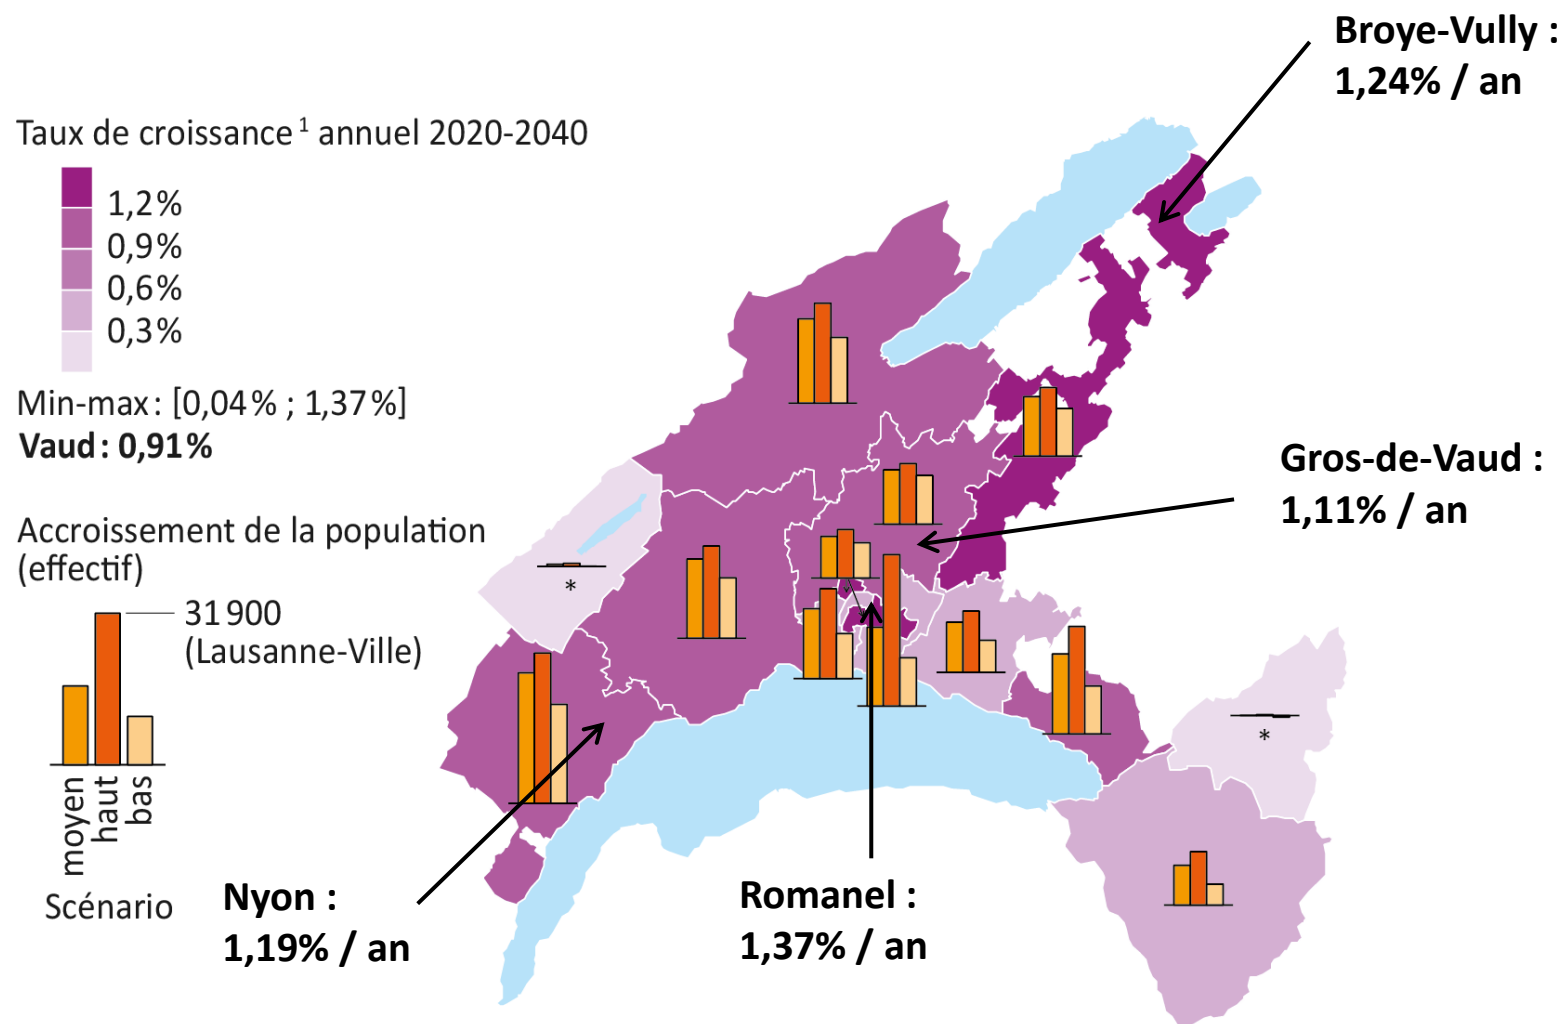 Broye-Vully :
1,24% / an
Taux de croissance¹ annuel 2020-2040
1,2%
0,9%
0,6%
0,3%
Min-max : [0,04% ; 1,37%]
Vaud : 0,91%
Gros-de-Vaud :
1,11% / an
Accroissement de la population
(effectif)
31 900
(Lausanne-Ville)
moyen
haut
bas
Scénario
*
*
Nyon :
1,19% / an
Romanel :
1,37% / an